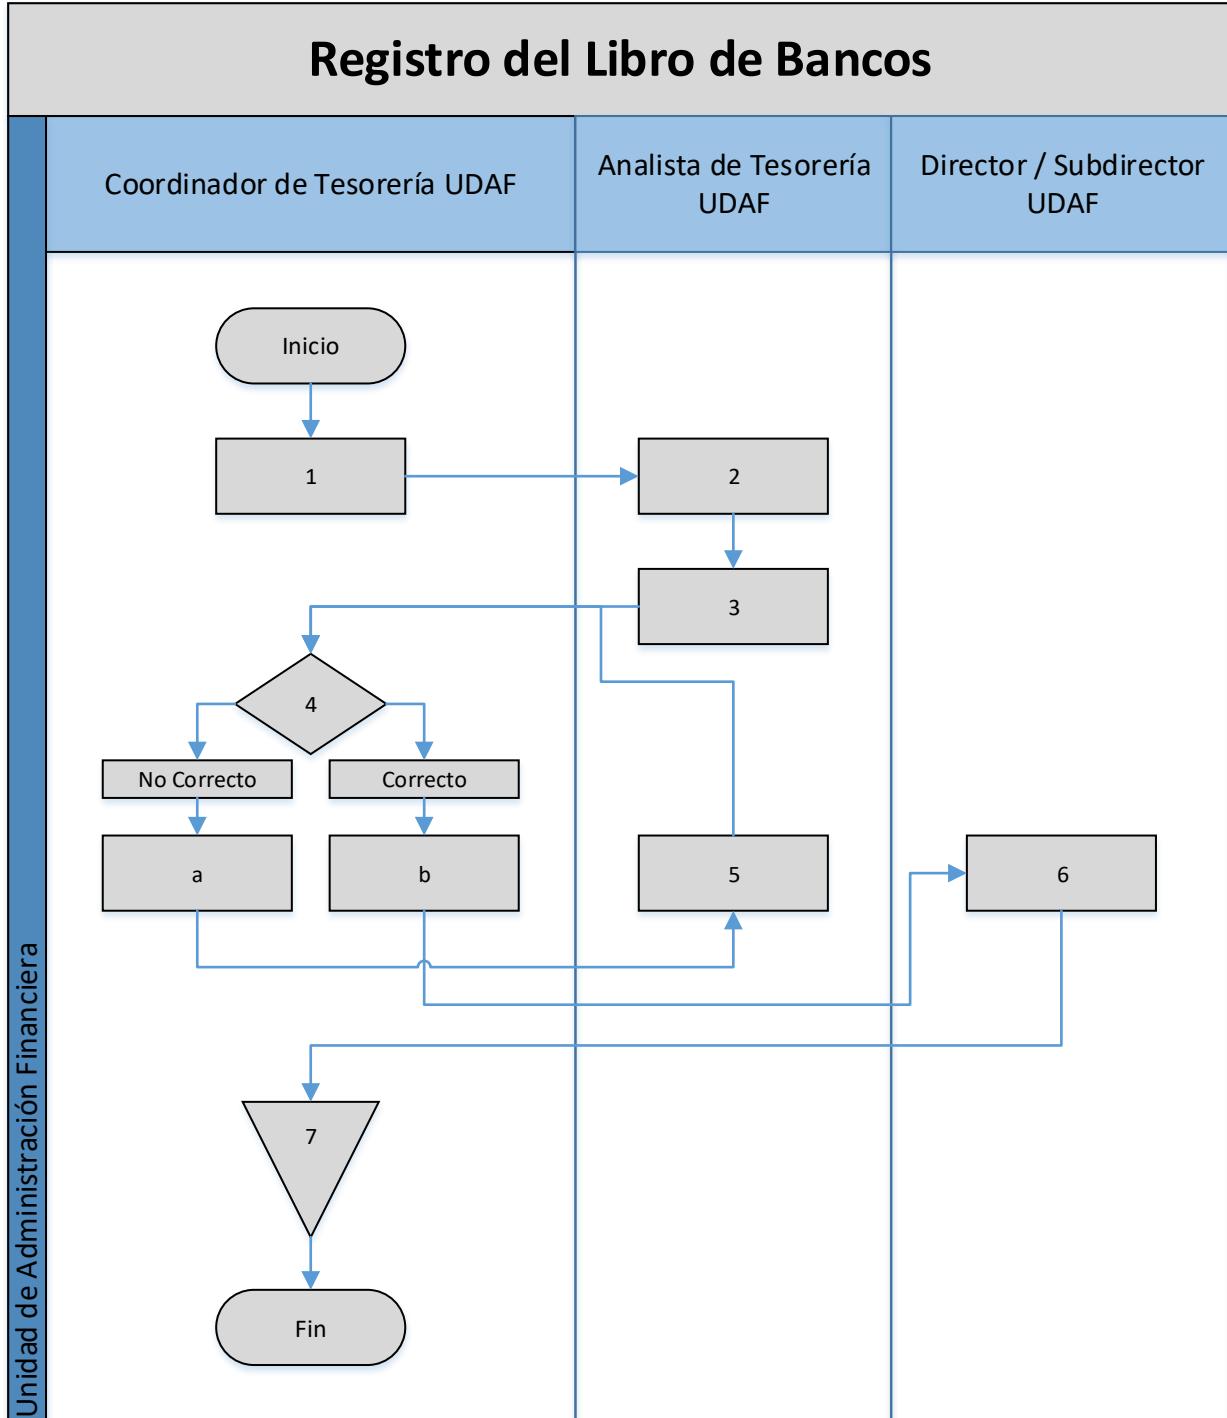 Registro del Libro de Bancos
Coordinador de Tesorería UDAF
Analista de Tesorería
UDAF
Director / Subdirector
UDAF
Unidad de Administración Financiera
Inicio
1
2
3
4
No Correcto
Correcto
a
b
5
6
7
Fin